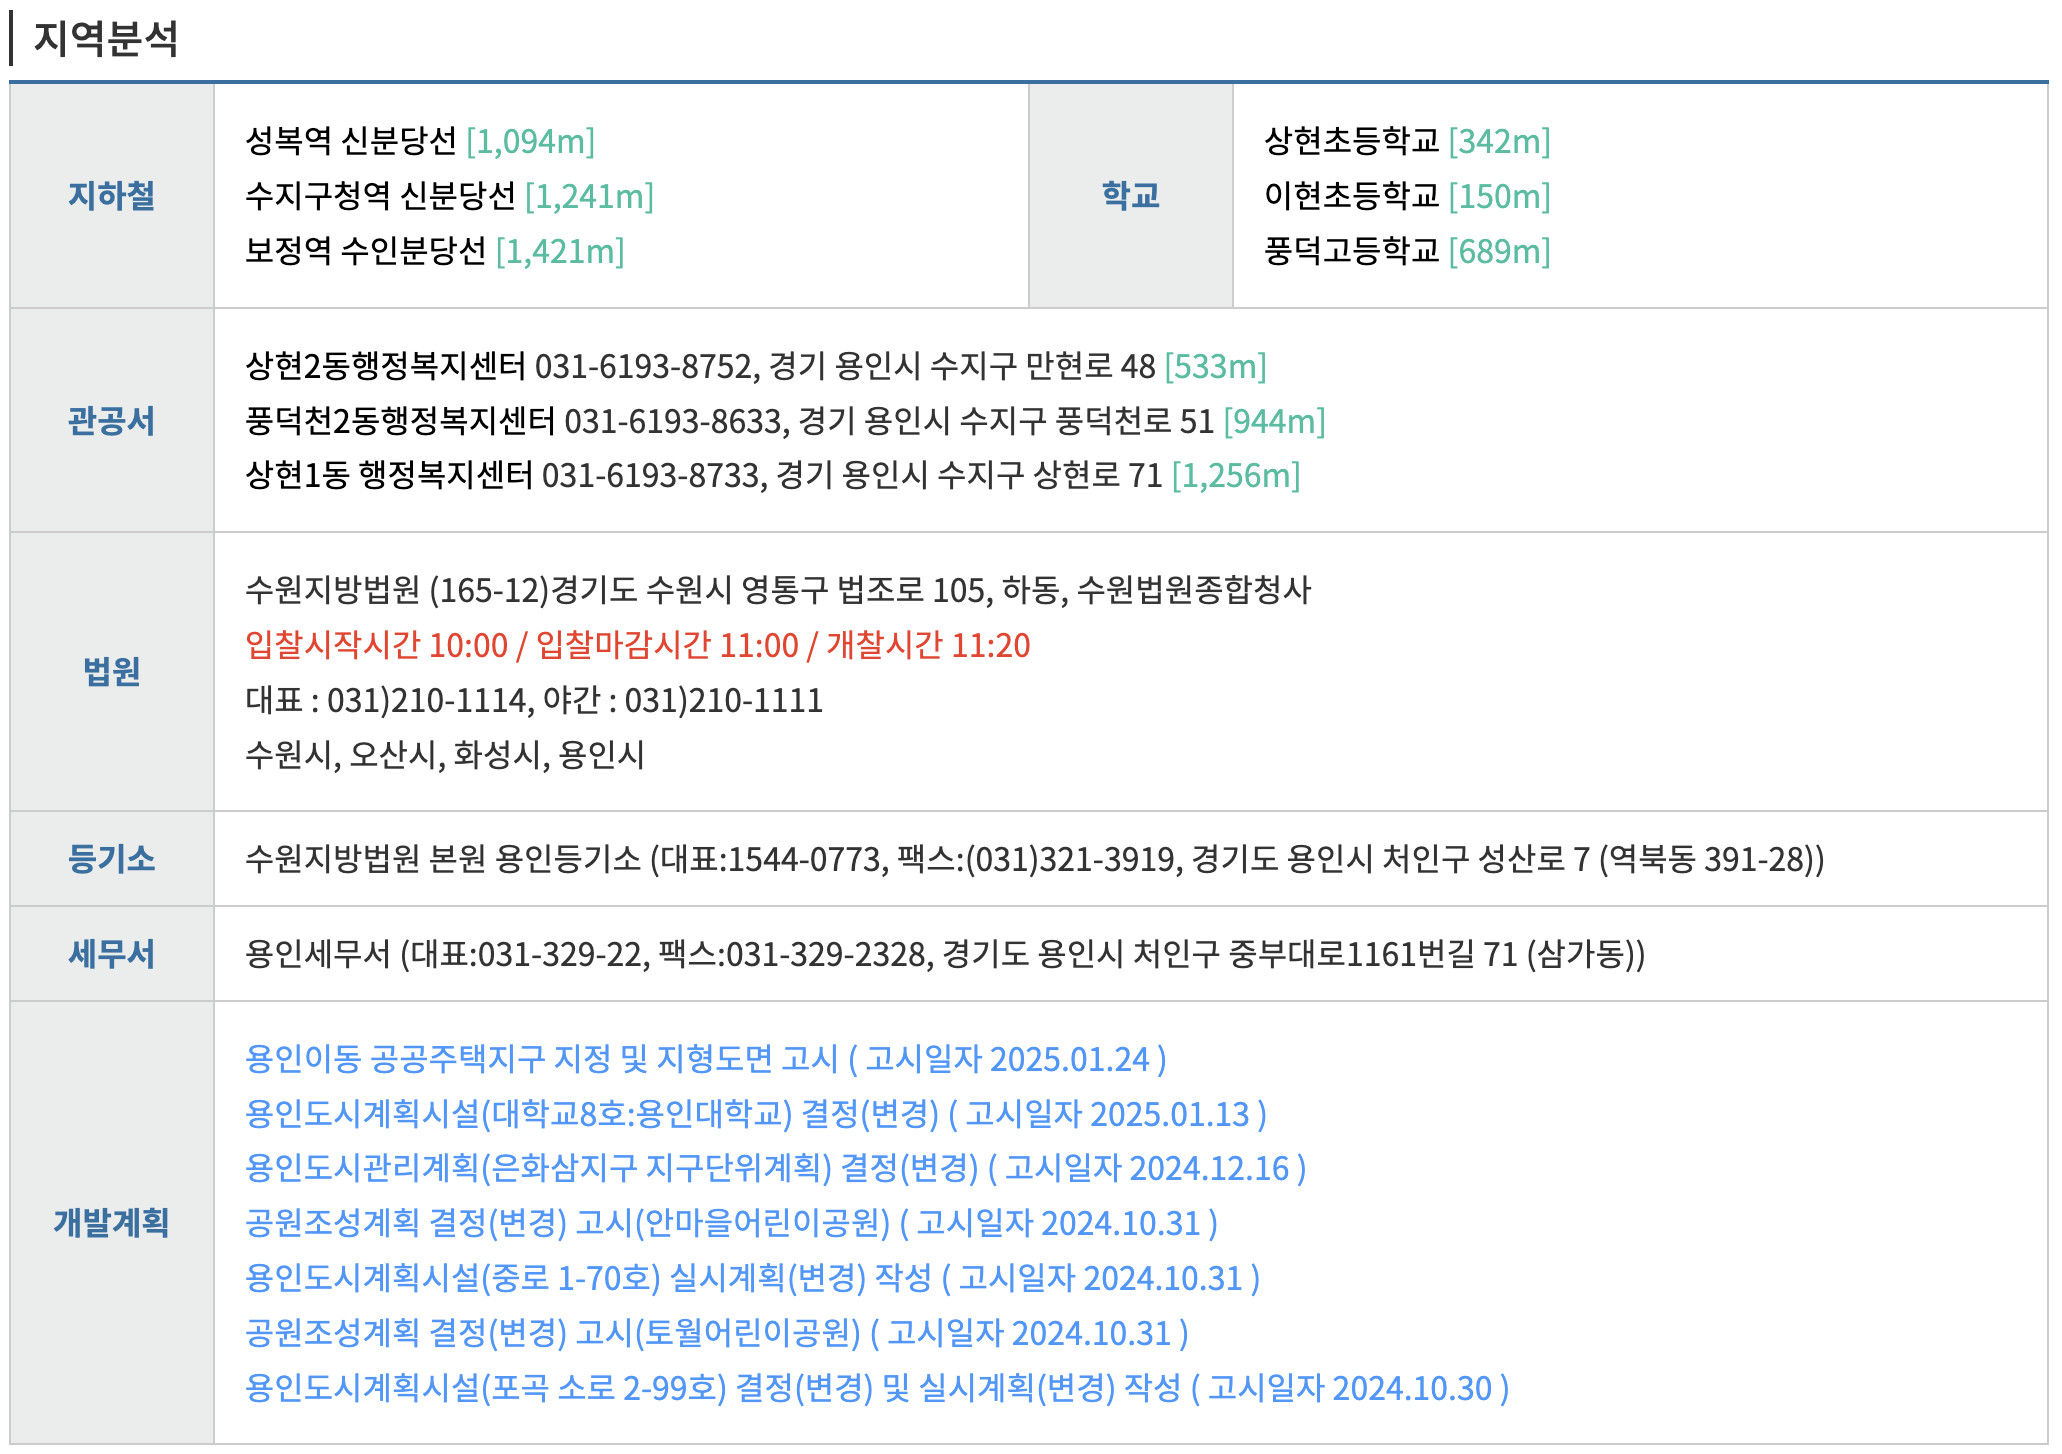 지역분석
지하철
성복역 신분당선 [1,094m]
수지구청역 신분당선 [1,241m]
보정역 수인분당선 [1,421m]
학교
상현초등학교 [342m]
이현초등학교 [150m]
풍덕고등학교 [689m]
관공서
상현2동행정복지센터 031-6193-8752, 경기 용인시 수지구 만현로 48 [533m]
풍덕천2동행정복지센터 031-6193-8633, 경기 용인시 수지구 풍덕천로 51 [944m]
상현1동 행정복지센터 031-6193-8733, 경기 용인시 수지구 상현로 71 [1,256m]
법원
수원지방법원 (165-12)경기도 수원시 영통구 법조로 105, 하동, 수원법원종합청사
입찰시작시간 10:00 / 입찰마감시간 11:00 / 개찰시간 11:20
대표 : 031)210-1114, 야간 : 031)210-1111
수원시, 오산시, 화성시, 용인시
등기소
수원지방법원 본원 용인등기소 (대표:1544-0773, 팩스:(031)321-3919, 경기도 용인시 처인구 성산로 7 (역북동 391-28))
세무서
용인세무서 (대표:031-329-22, 팩스:031-329-2328, 경기도 용인시 처인구 중부대로1161번길 71 (삼가동))
개발계획
용인이동 공공주택지구 지정 및 지형도면 고시 ( 고시일자 2025.01.24 )
용인도시계획시설(대학교8호:용인대학교) 결정(변경) ( 고시일자 2025.01.13 )
용인도시관리계획(은화삼지구 지구단위계획) 결정(변경) ( 고시일자 2024.12.16 )
공원조성계획 결정(변경) 고시(안마을어린이공원) ( 고시일자 2024.10.31 )
용인도시계획시설(중로 1-70호) 실시계획(변경) 작성 ( 고시일자 2024.10.31 )
공원조성계획 결정(변경) 고시(토월어린이공원) ( 고시일자 2024.10.31 )
용인도시계획시설(포곡 소로 2-99호) 결정(변경) 및 실시계획(변경) 작성 ( 고시일자 2024.10.30 )